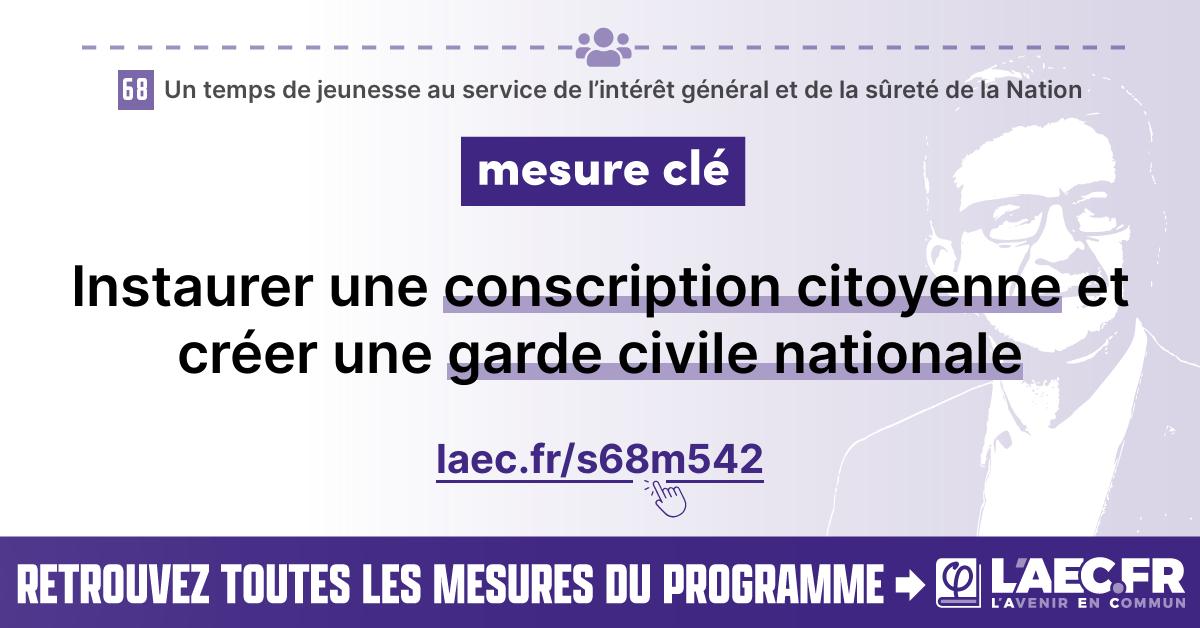 68 Un temps de jeunesse au service de l'intérêt général et de la sûreté de la Nation
mesure clé
Instaurer une conscription citoyenne et
créer une garde civile nationale
laec.fr/s68m542
RETROUVEZ TOUTES LES MESURES DU PROGRAMME
φ L'AEC.FR
L'AVENIR EN COMMUN